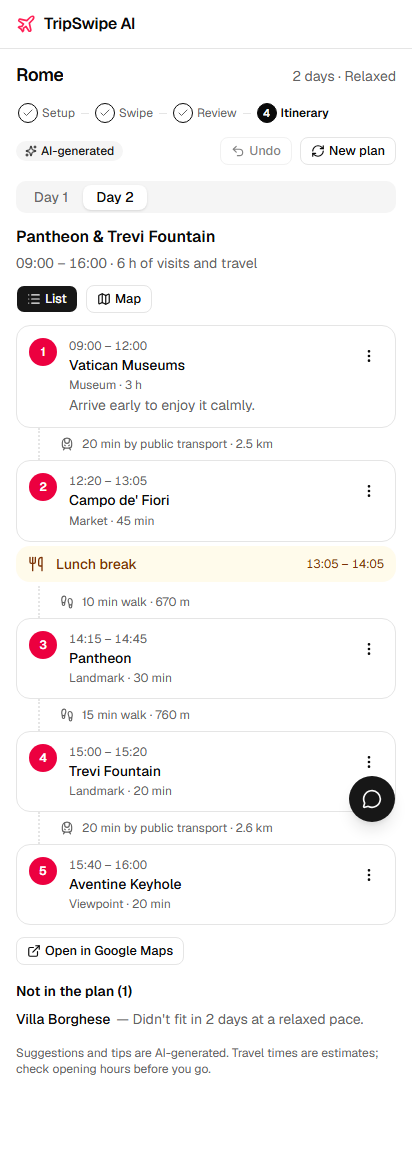 TripSwipe AI
Rome
2 days · Relaxed
Setup
Swipe
Review
4 Itinerary
AI-generated
Undo
New plan
Day 1
Day 2
Pantheon & Trevi Fountain
09:00 – 16:00 · 6 h of visits and travel
List
Map
1
09:00 – 12:00
Vatican Museums
Museum · 3 h
Arrive early to enjoy it calmly.
20 min by public transport · 2.5 km
2
12:20 – 13:05
Campo de' Fiori
Market · 45 min
Lunch break
13:05 – 14:05
10 min walk · 670 m
3
14:15 – 14:45
Pantheon
Landmark · 30 min
15 min walk · 760 m
4
15:00 – 15:20
Trevi Fountain
Landmark · 20 min
20 min by public transport · 2.6 km
5
15:40 – 16:00
Aventine Keyhole
Viewpoint · 20 min
Open in Google Maps
Not in the plan (1)
Villa Borghese — Didn't fit in 2 days at a relaxed pace.
Suggestions and tips are AI-generated. Travel times are estimates;
check opening hours before you go.